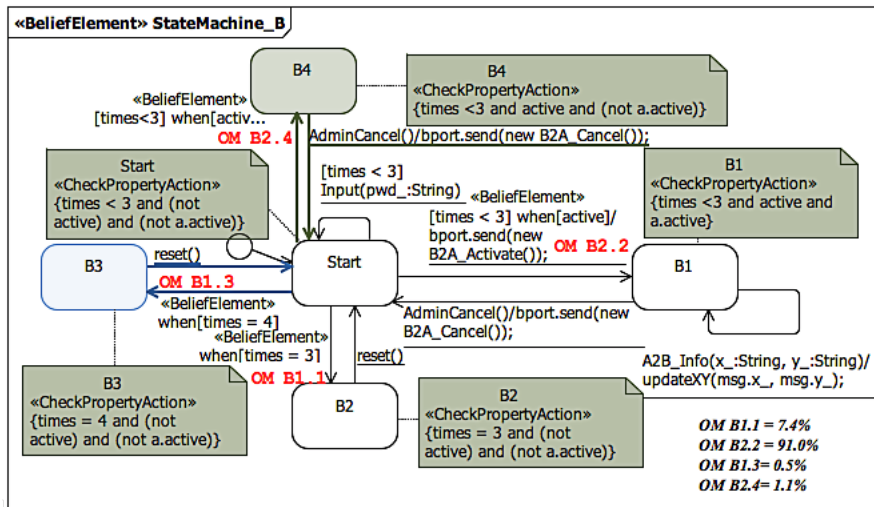 «BeliefElement» StateMachine_B
B4
B4
«CheckPropertyAction»
{times <3 and active and (not a.active)}
«BeliefElement»
[times<3] when[activ...
OM B2.4
AdminCancel()/bport.send(new B2A_Cancel());
Start
«CheckPropertyAction»
{times < 3 and (not
active) and (not a.active)}
[times < 3]
Input(pwd_:String)
«BeliefElement»
[times < 3] when[active]/
bport.send(new
B2A_Activate());
OM B2.2
B1
«CheckPropertyAction»
{times <3 and active and
a.active}
B3
reset()
OM B1.3
Start
B1
«BeliefElement»
when[times = 4]
AdminCancel()/bport.send(new
B2A_Cancel());
«BeliefElement»
when[times = 3]
OM B1.1
reset()
A2B_Info(x_:String, y_:String)/
updateXY(msg.x_, msg.y_);
B3
«CheckPropertyAction»
{times = 4 and (not
active) and (not a.active)}
B2
B2
«CheckPropertyAction»
{times = 3 and (not
active) and (not a.active)}
OM B1.1 = 7.4%
OM B2.2 = 91.0%
OM B1.3= 0.5%
OM B2.4= 1.1%